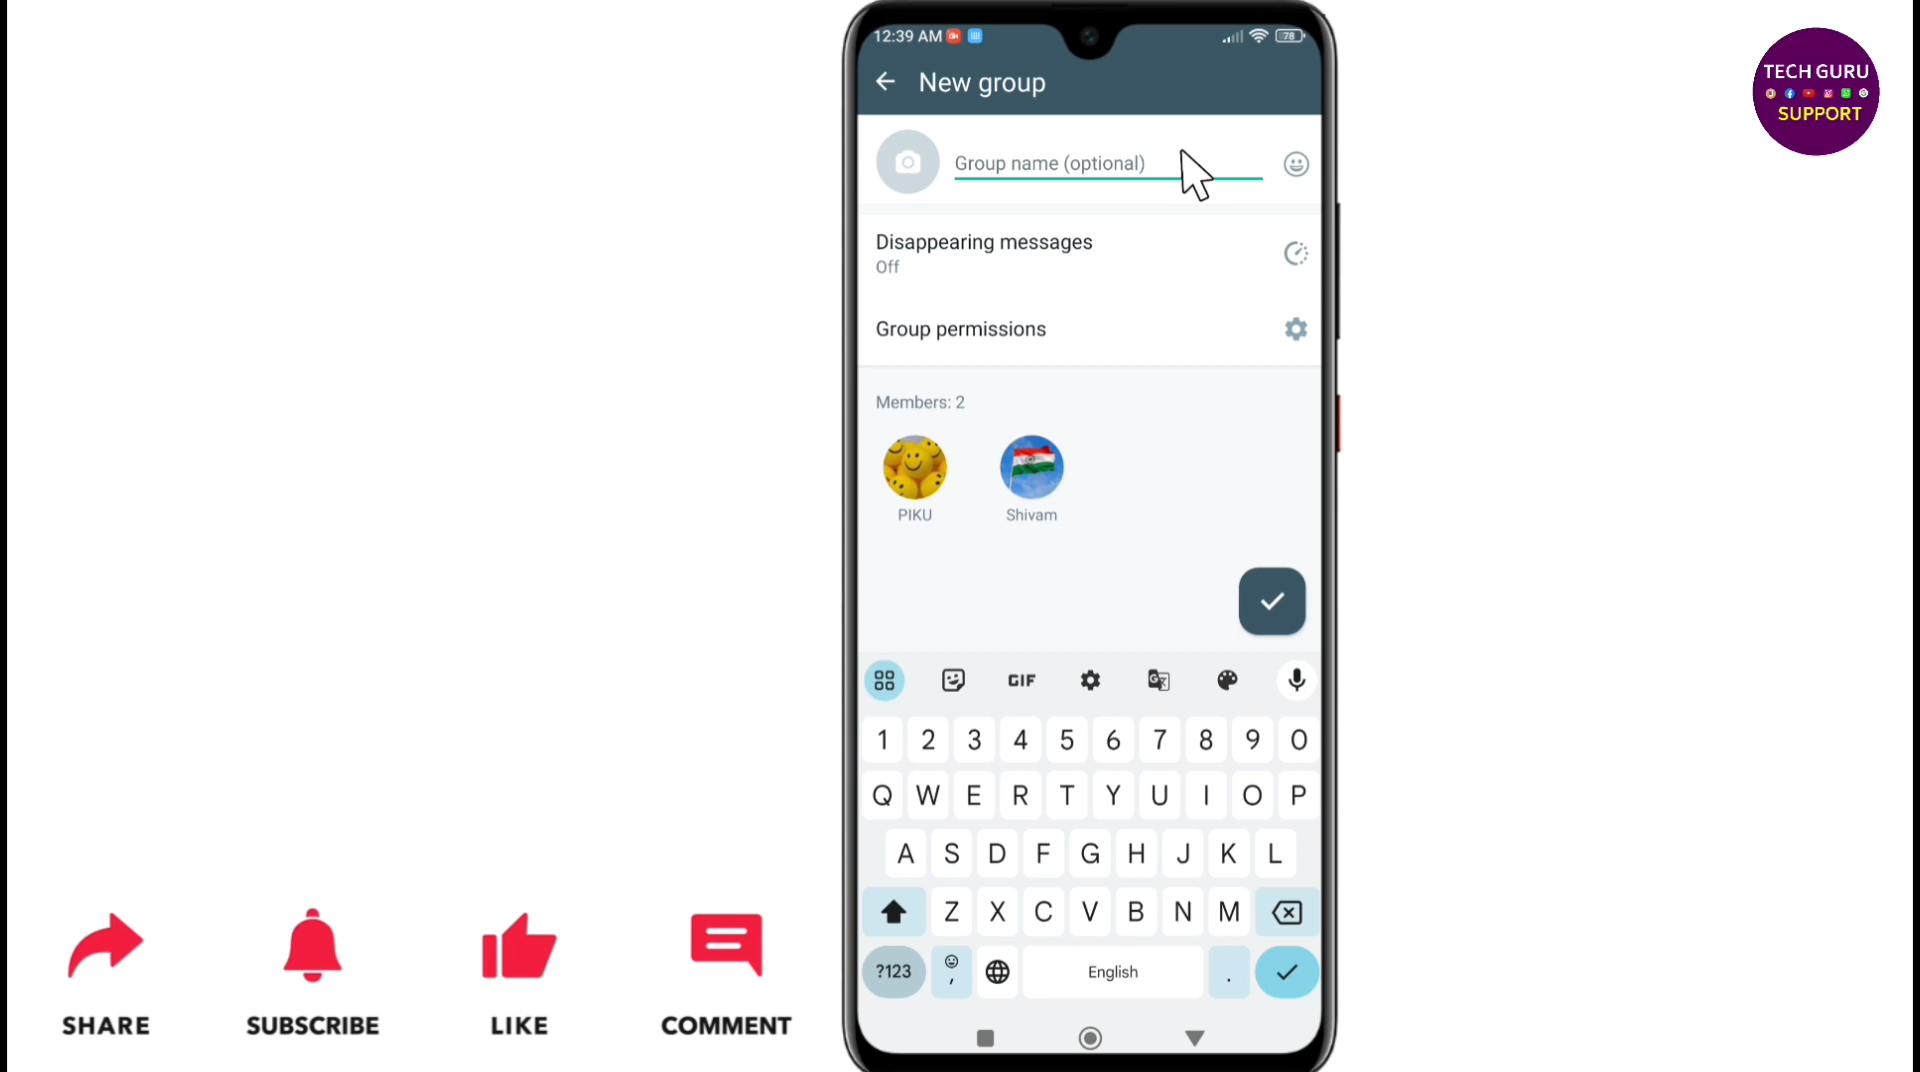 12:39 AM
78
New group
TECH GURU
SUPPORT
Group name (optional)
Disappearing messages
Off
Group permissions
Members: 2
PIKU
Shivam
GIF
1 2 3 4 5 6 7 8 9 0
Q W E R T Y U I O P
A S D F G H J K L
Z X C V B N M
?123 , English .
SHARE
SUBSCRIBE
LIKE
COMMENT